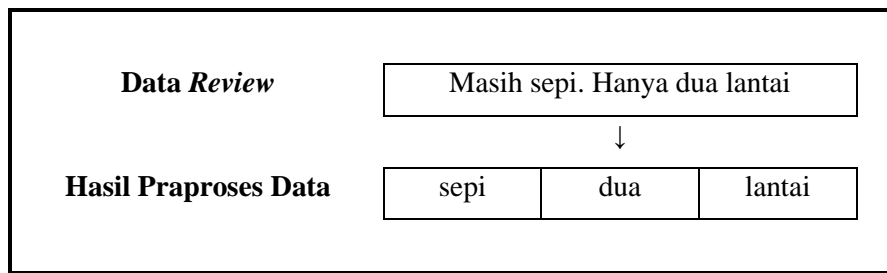 Data Review Masih sepi. Hanya dua lantai
↓
Hasil Praproses Data sepi dua lantai